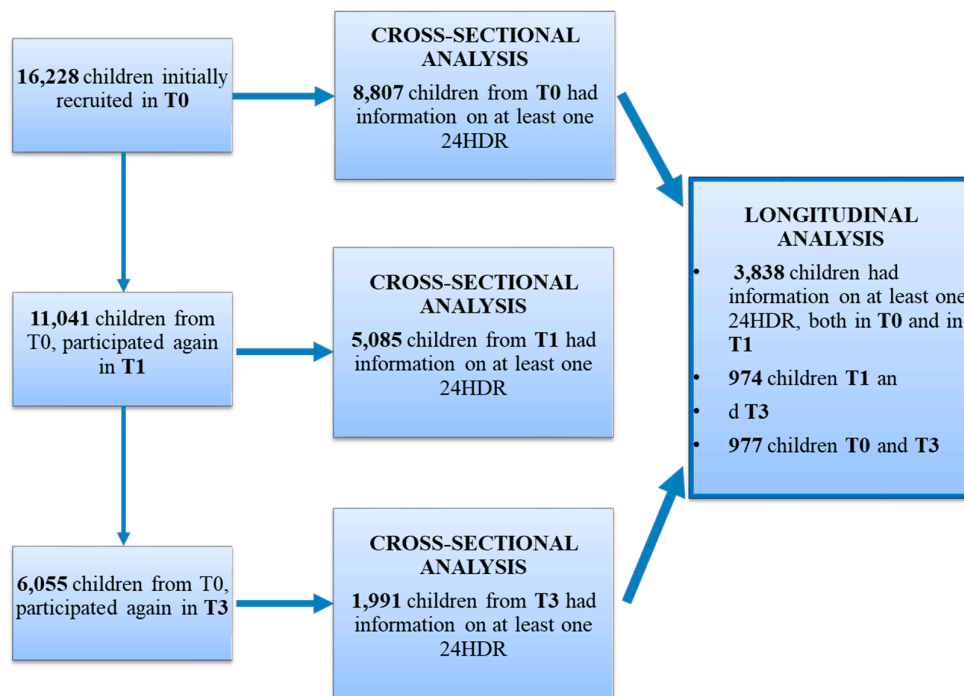 16,228 children initially
recruited in T0
CROSS-SECTIONAL
ANALYSIS
8,807 children from T0 had
information on at least one
24HDR
11,041 children from
T0, participated again
in T1
CROSS-SECTIONAL
ANALYSIS
5,085 children from T1 had
information on at least one
24HDR
6,055 children from T0,
participated again in T3
CROSS-SECTIONAL
ANALYSIS
1,991 children from T3 had
information on at least one
24HDR
LONGITUDINAL
ANALYSIS
• 3,838 children had
information on at least one
24HDR, both in T0 and in
T1
• 974 children T1 an
• d T3
• 977 children T0 and T3